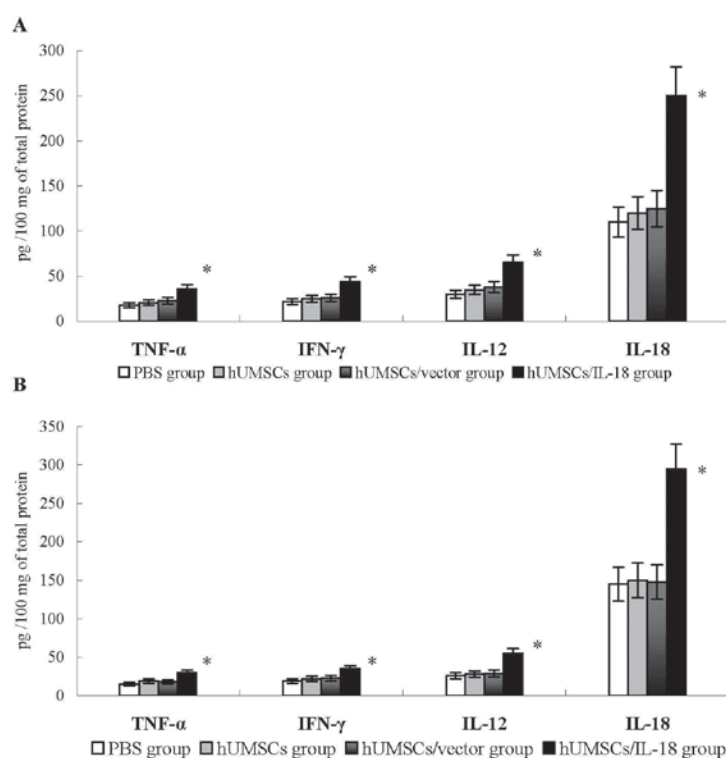 A
300
250
200
150
100
50
0
pg /100 mg of total protein
*
*
*
*
TNF-α IFN-γ IL-12 IL-18
PBS group hUMSCs group hUMSCs/vector group hUMSCs/IL-18 group
B
350
300
250
200
150
100
50
0
pg /100 mg of total protein
*
*
*
*
TNF-α IFN-γ IL-12 IL-18
PBS group hUMSCs group hUMSCs/vector group hUMSCs/IL-18 group